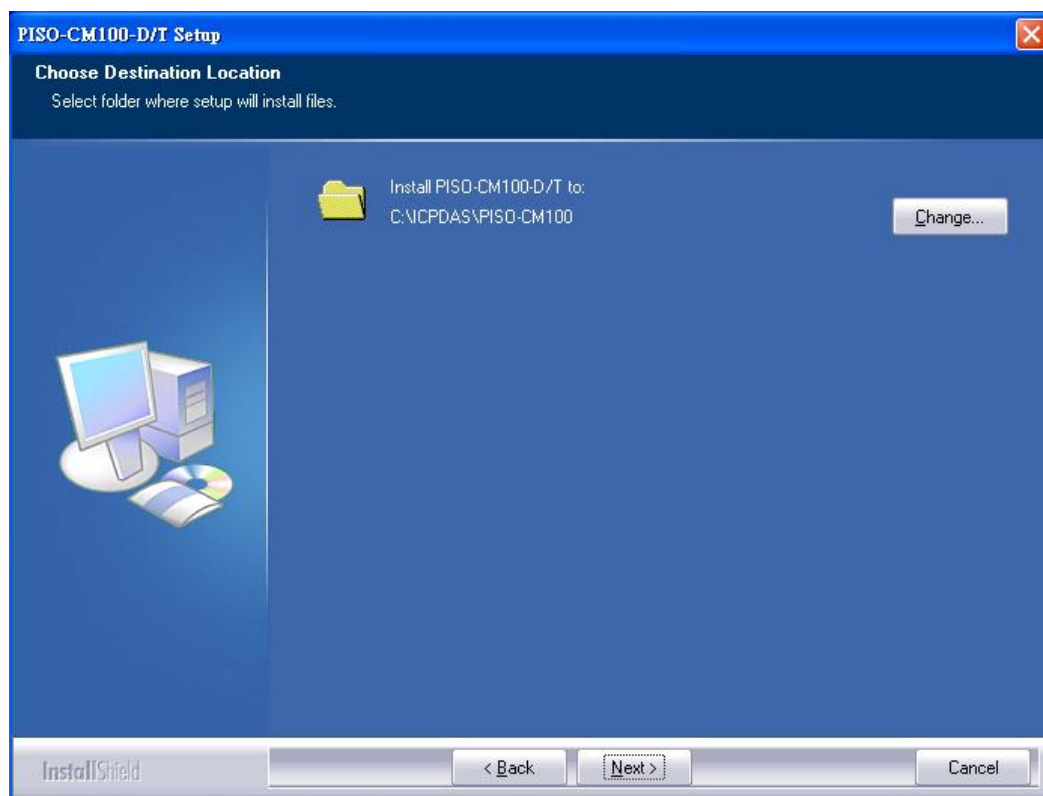 PISO-CM100-D/T Setup
Choose Destination Location
Select folder where setup will install files.
Install PISO-CM100-D/T to:
C:\ICPDAS\PISO-CM100
Change...
InstallShield
< Back
Next >
Cancel